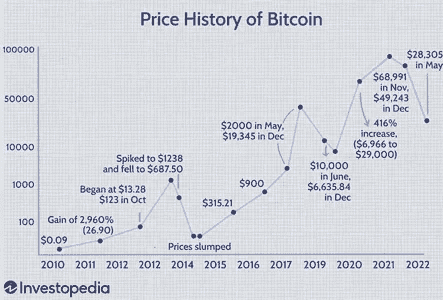 Price History of Bitcoin
100000
50000
10000
1000
100
$0.09
Gain of 2,960%
(26.90)
Began at $13.28
$123 in Oct
Spiked to $1238
and fell to $687.50
Prices slumped
$315.21
$900
$2000 in May,
$19,345 in Dec
$10,000
in June,
$6,635.84
in Dec
416%
increase,
($6,966 to
$29,000)
$68,991
in Nov,
$49,243
in Dec
$28,305
in May
2010 2011 2012 2012 2014 2015 2016 2017 2019 2020 2021 2022
Investopedia